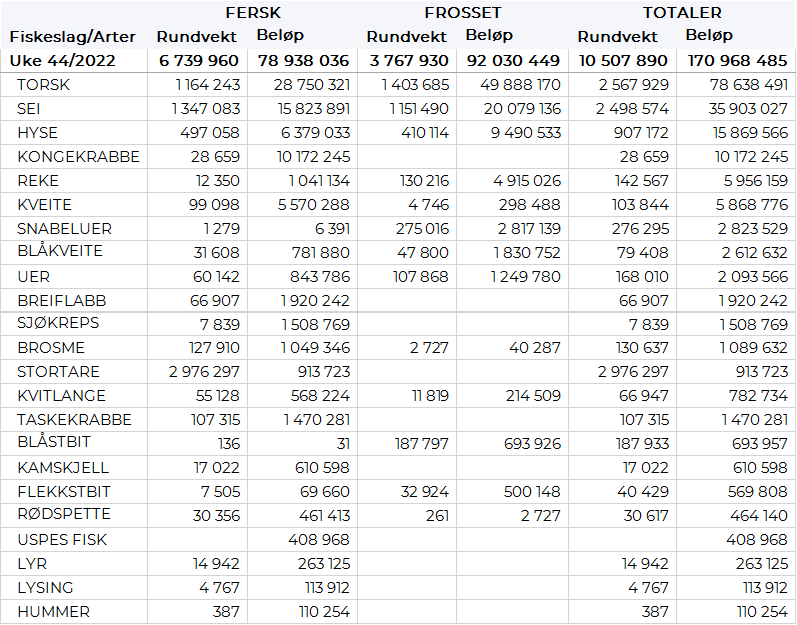 FERSK FROSSET TOTALER
Fiskeslag/Arter Rundvekt Beløp Rundvekt Beløp Rundvekt Beløp
Uke 44/2022 6 739 960 78 938 036 3 767 930 92 030 449 10 507 890 170 968 485
TORSK 1 164 243 28 750 321 1 403 685 49 888 170 2 567 929 78 638 491
SEI 1 347 083 15 823 891 1 151 490 20 079 136 2 498 574 35 903 027
HYSE 497 058 6 379 033 410 114 9 490 533 907 172 15 869 566
KONGEKRABBE 28 659 10 172 245 28 659 10 172 245
REKE 12 350 1 041 134 130 216 4 915 026 142 567 5 956 159
KVEITE 99 098 5 570 288 4 746 298 488 103 844 5 868 776
SNABELUER 1 279 6 391 275 016 2 817 139 276 295 2 823 529
BLÅKVEITE 31 608 781 880 47 800 1 830 752 79 408 2 612 632
UER 60 142 843 786 107 868 1 249 780 168 010 2 093 566
BREIFLABB 66 907 1 920 242 66 907 1 920 242
SJØKREPS 7 839 1 508 769 7 839 1 508 769
BROSME 127 910 1 049 346 2 727 40 287 130 637 1 089 632
STORTARE 2 976 297 913 723 2 976 297 913 723
KVITLANGE 55 128 568 224 11 819 214 509 66 947 782 734
TASKEKRABBE 107 315 1 470 281 107 315 1 470 281
BLÅSTBIT 136 31 187 797 693 926 187 933 693 957
KAMSKJELL 17 022 610 598 17 022 610 598
FLEKKSTBIT 7 505 69 660 32 924 500 148 40 429 569 808
RØDSPETTE 30 356 461 413 261 2 727 30 617 464 140
USPES FISK 408 968 408 968
LYR 14 942 263 125 14 942 263 125
LYSING 4 767 113 912 4 767 113 912
HUMMER 387 110 254 387 110 254